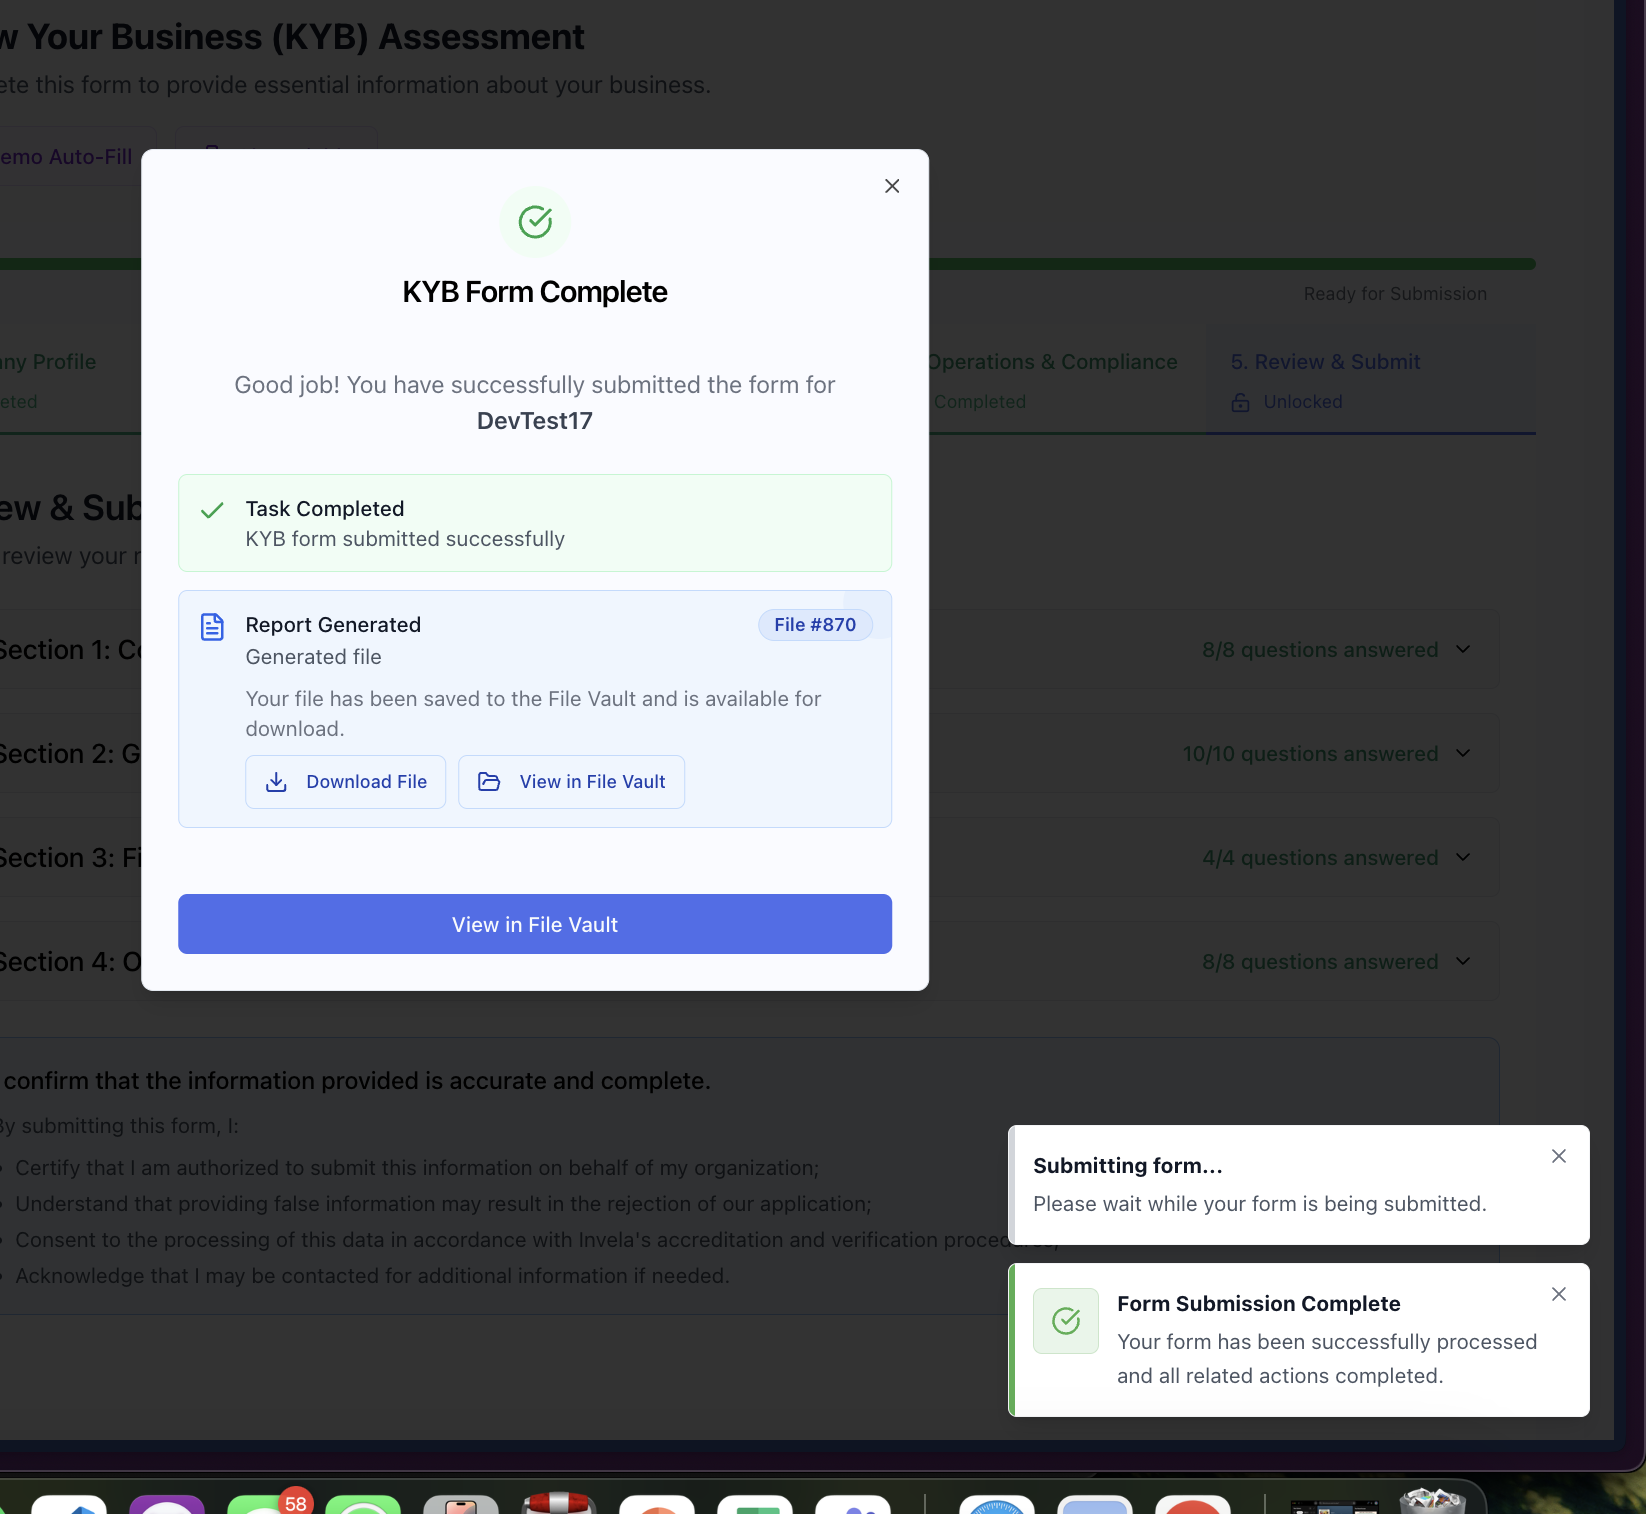 w Your Business (KYB) Assessment
ete this form to provide essential information about your business.
emo Auto-Fill
KYB Form Complete
Ready for Submission
ny Profile
Operations & Compliance
5. Review & Submit
eted
Completed
Unlocked
Good job! You have successfully submitted the form for
DevTest17
ew & Sub
review your r
Task Completed
KYB form submitted successfully
Report Generated
File #870
Generated file
Your file has been saved to the File Vault and is available for
download.
Download File
View in File Vault
View in File Vault
Section 1: Co
8/8 questions answered
Section 2: G
10/10 questions answered
Section 3: Fi
4/4 questions answered
Section 4: O
8/8 questions answered
confirm that the information provided is accurate and complete.
By submitting this form, I:
Certify that I am authorized to submit this information on behalf of my organization;
Understand that providing false information may result in the rejection of our application;
Consent to the processing of this data in accordance with Invela's accreditation and verification procedures;
Acknowledge that I may be contacted for additional information if needed.
Submitting form...
Please wait while your form is being submitted.
Form Submission Complete
Your form has been successfully processed
and all related actions completed.
58